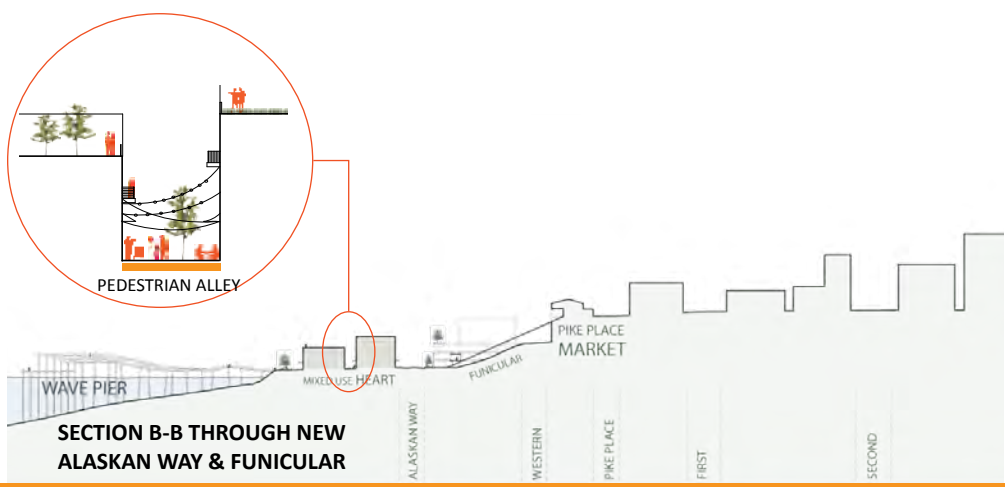 PEDESTRIAN ALLEY
WAVE PIER
MIXED USE HEART
FUNICULAR
PIKE PLACE
MARKET
SECTION B-B THROUGH NEW
ALASKAN WAY & FUNICULAR
ALASKAN WAY
WESTERN
PIKE PLACE
FIRST
SECOND